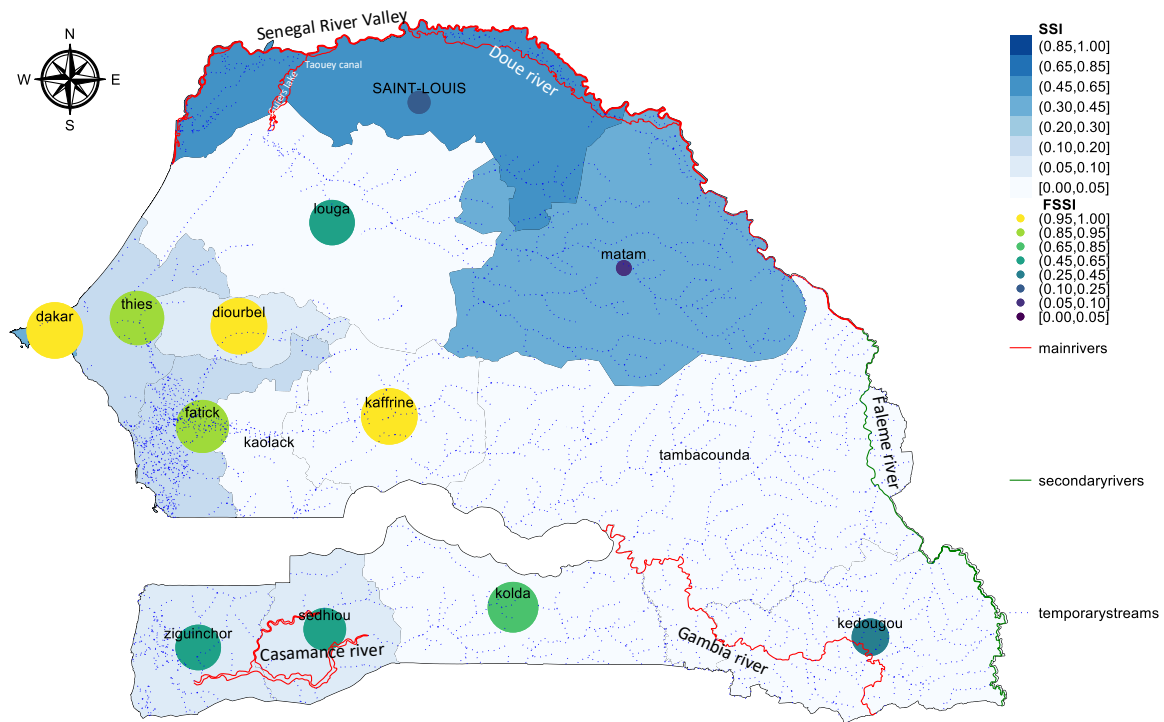 N
W
E
S
Senegal River Valley
Taouey canal
Doue river
SAINT-LOUIS
louga
matam
dakar
thies
diourbel
fatick
kaolack
kaffrine
tambacounda
Faleme river
kolda
sedhiou
ziguinchor
Casamance river
Gambia river
kedougou
SSI
(0.85,1.00]
(0.65,0.85]
(0.45,0.65]
(0.30,0.45]
(0.20,0.30]
(0.10,0.20]
(0.05,0.10]
[0.00,0.05]
FSSI
(0.95,1.00]
(0.85,0.95]
(0.65,0.85]
(0.45,0.65]
(0.25,0.45]
(0.10,0.25]
(0.05,0.10]
[0.00,0.05]
mainrivers
secondaryrivers
temporarystreams